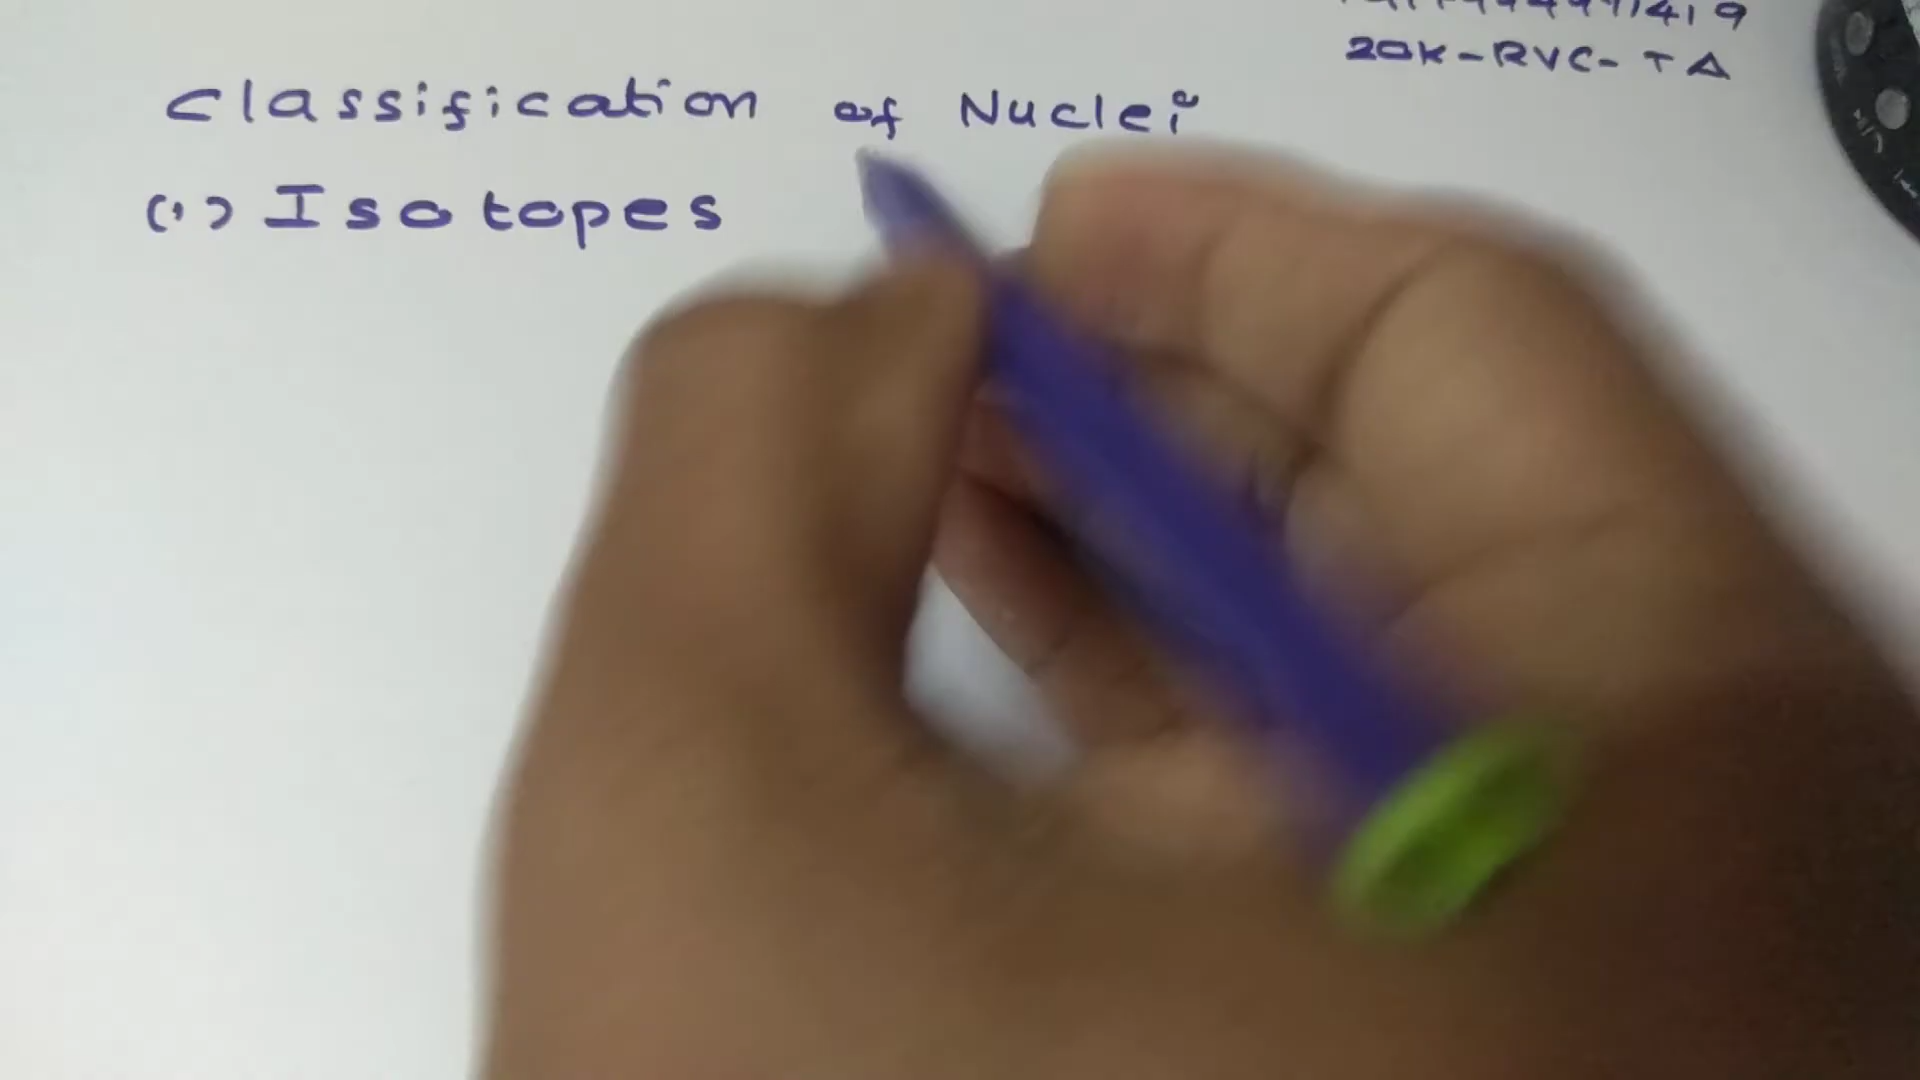 20K-RVC-TA
Classification of Nuclei
(1) Isotopes